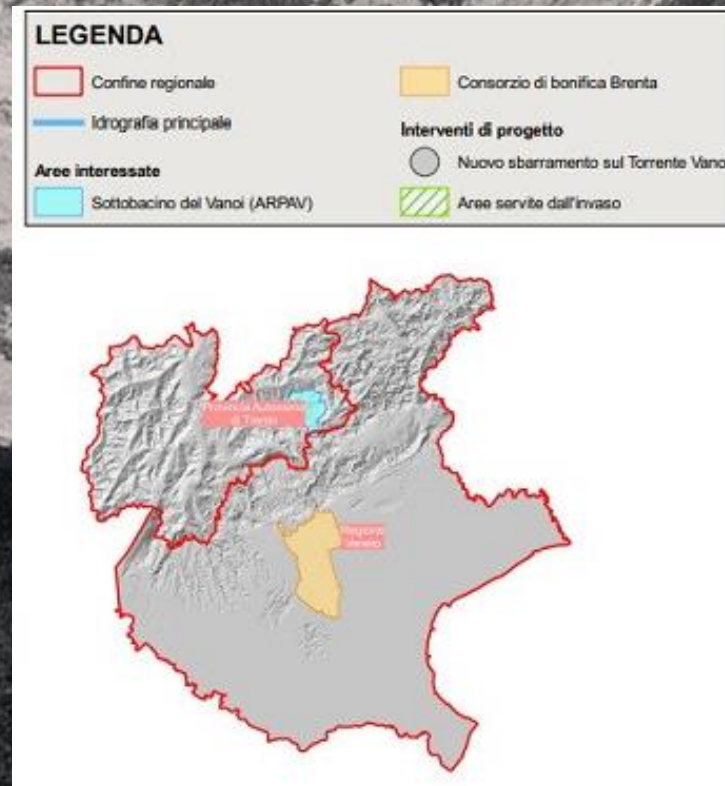 LEGENDA
Confine regionale
Idrografia principale
Aree interessate
Sottobacino del Vanoi (ARPAV)
Consorzio di bonifica Brenta
Interventi di progetto
Nuovo sbarramento sul Torrente Vano
Aree servite dall'invaso
Provincia Autonoma
di Trento
Regione
Veneto